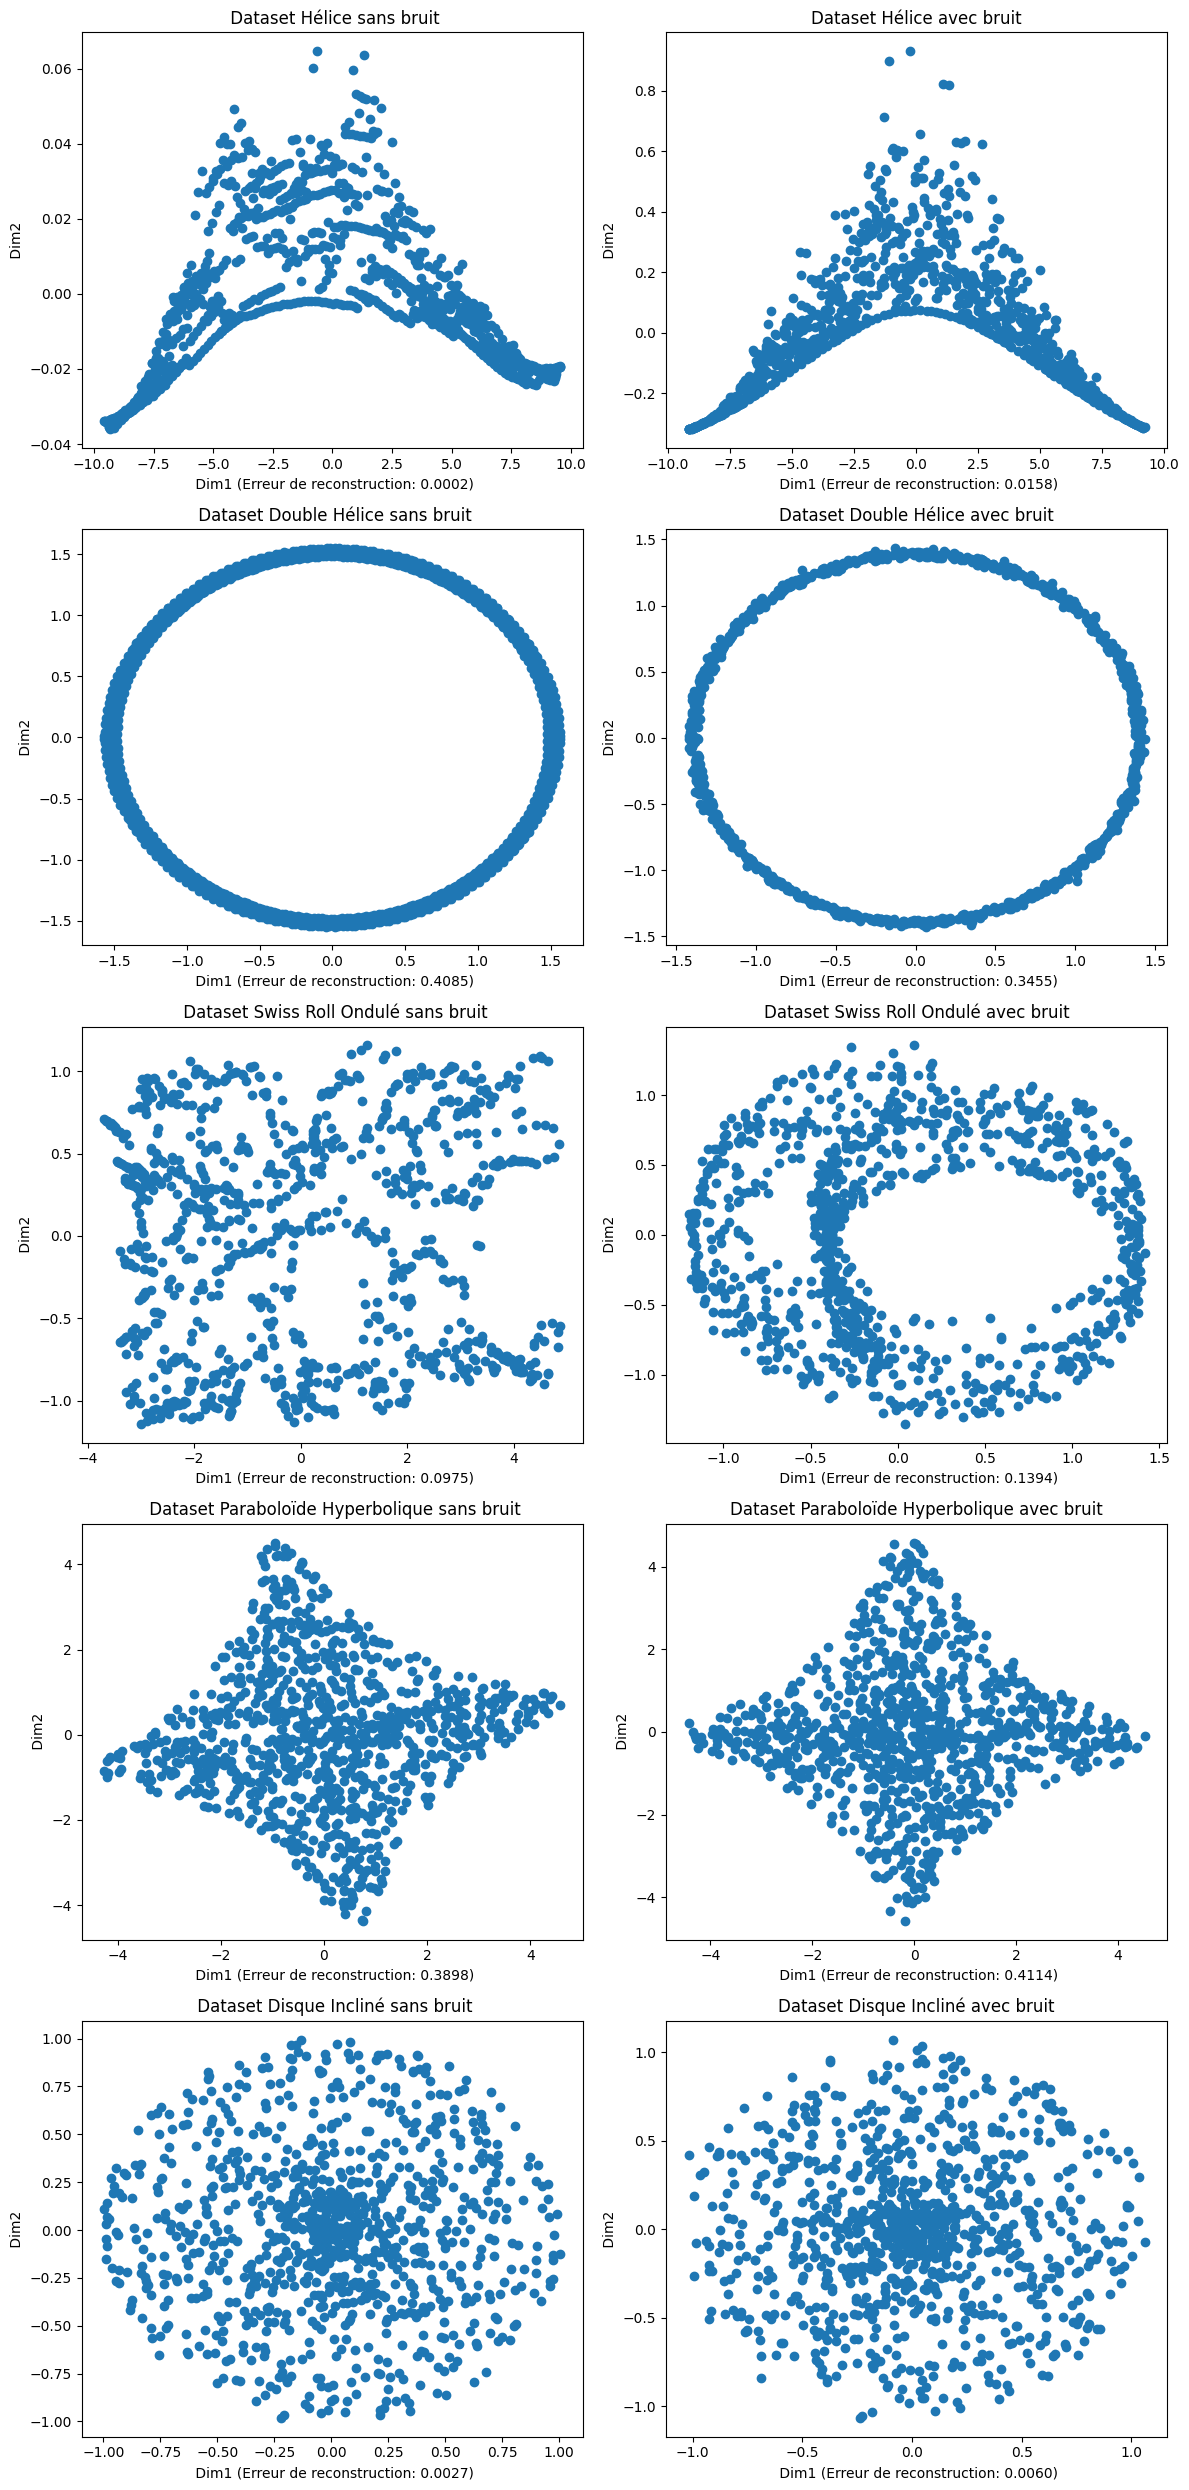 Dataset Hélice sans bruit
Dataset Hélice avec bruit
0.06
0.04
0.02
0.00
−0.02
−0.04
Dim2
−10.0 −7.5 −5.0 −2.5 0.0 2.5 5.0 7.5 10.0
Dim1 (Erreur de reconstruction: 0.0002)
0.8
0.6
0.4
0.2
0.0
−0.2
Dim2
−10.0 −7.5 −5.0 −2.5 0.0 2.5 5.0 7.5 10.0
Dim1 (Erreur de reconstruction: 0.0158)
Dataset Double Hélice sans bruit
Dataset Double Hélice avec bruit
1.5
1.0
0.5
0.0
−0.5
−1.0
−1.5
Dim2
−1.5 −1.0 −0.5 0.0 0.5 1.0 1.5
Dim1 (Erreur de reconstruction: 0.4085)
1.5
1.0
0.5
0.0
−0.5
−1.0
−1.5
Dim2
−1.5 −1.0 −0.5 0.0 0.5 1.0 1.5
Dim1 (Erreur de reconstruction: 0.3455)
Dataset Swiss Roll Ondulé sans bruit
Dataset Swiss Roll Ondulé avec bruit
1.0
0.5
0.0
−0.5
−1.0
Dim2
−4 −2 0 2 4
Dim1 (Erreur de reconstruction: 0.0975)
1.0
0.5
0.0
−0.5
−1.0
Dim2
−1.0 −0.5 0.0 0.5 1.0 1.5
Dim1 (Erreur de reconstruction: 0.1394)
Dataset Paraboloïde Hyperbolique sans bruit
Dataset Paraboloïde Hyperbolique avec bruit
4
2
0
−2
−4
Dim2
−4 −2 0 2 4
Dim1 (Erreur de reconstruction: 0.3898)
4
2
0
−2
−4
Dim2
−4 −2 0 2 4
Dim1 (Erreur de reconstruction: 0.4114)
Dataset Disque Incliné sans bruit
Dataset Disque Incliné avec bruit
1.00
0.75
0.50
0.25
0.00
−0.25
−0.50
−0.75
−1.00
Dim2
−1.00 −0.75 −0.50 −0.25 0.00 0.25 0.50 0.75 1.00
Dim1 (Erreur de reconstruction: 0.0027)
1.0
0.5
0.0
−0.5
−1.0
Dim2
−1.0 −0.5 0.0 0.5 1.0
Dim1 (Erreur de reconstruction: 0.0060)